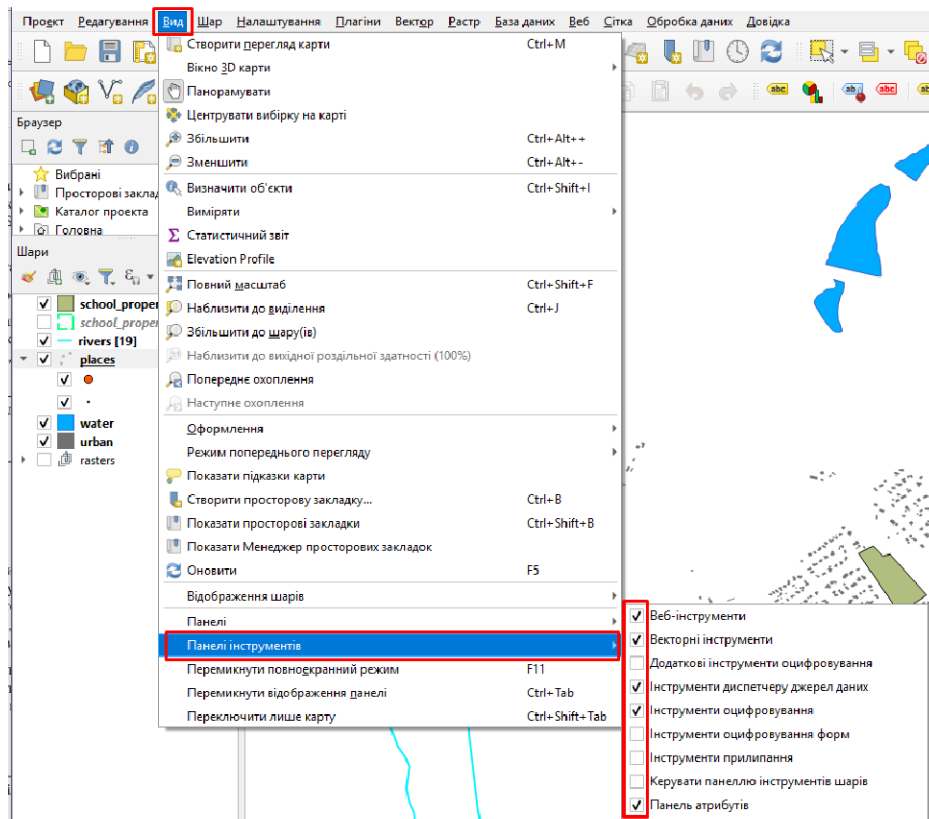 Проєкт Редагування Вид Шар Налаштування Плагіни Вектор Растр База даних Веб Сітка Обробка даних Довідка
Створити перегляд карти Ctrl+M
Вікно 3D карти
Панорамувати
Центрувати вибірку на карті
Збільшити Ctrl+Alt++
Зменшити Ctrl+Alt+-
Визначити об'єкти Ctrl+Shift+I
Виміряти
Статистичний звіт
Elevation Profile
Повний масштаб Ctrl+Shift+F
Наблизити до виділення Ctrl+J
Збільшити до шару(ів)
Наблизити до вихідної роздільної здатності (100%)
Попереднє охоплення
Наступне охоплення
Оформлення
Режим попереднього перегляду
Показати підказки карти
Створити просторову закладку... Ctrl+B
Показати просторові закладки Ctrl+Shift+B
Показати Менеджер просторових закладок
Оновити F5
Відображення шарів
Панелі
Панелі інструментів
Перемикнути повноекранний режим F11
Перемикнути відображення панелі Ctrl+Tab
Переключити лише карту Ctrl+Shift+Tab
Браузер
Вибрані
Просторові заклад
Каталог проекта
Головна
Шари
school_proper
school_proper
rivers [19]
places
water
urban
rasters
abc
ab
abc
Веб-інструменти
Векторні інструменти
Додаткові інструменти оцифровування
Інструменти диспетчеру джерел даних
Інструменти оцифровування
Інструменти оцифровування форм
Інструменти прилипання
Керувати панеллю інструментів шарів
Панель атрибутів